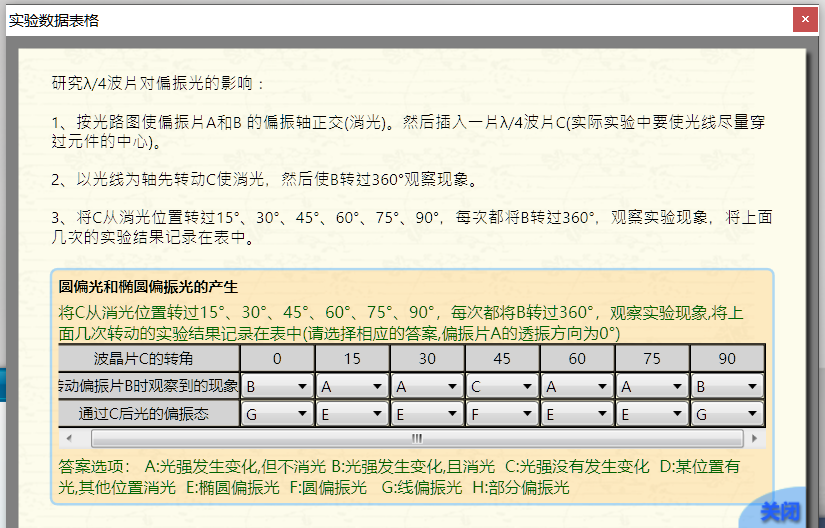 实验数据表格
研究λ/4波片对偏振光的影响：
1、按光路图使偏振片A和B 的偏振轴正交(消光)。然后插入一片λ/4波片C(实际实验中要使光线尽量穿
过元件的中心)。
2、以光线为轴先转动C使消光，然后使B转过360°观察现象。
3、将C从消光位置转过15°、30°、45°、60°、75°、90°，每次都将B转过360°，观察实验现象，将上面
几次的实验结果记录在表中。
圆偏光和椭圆偏振光的产生
将C从消光位置转过15°、30°、45°、60°、75°、90°，每次都将B转过360°，观察实验现象,将上
面几次转动的实验结果记录在表中(请选择相应的答案,偏振片A的透振方向为0°)
波晶片C的转角 0 15 30 45 60 75 90
转动偏振片B时观察到的现象 B A A C A A B
通过C后光的偏振态 G E E F E E G
答案选项： A:光强发生变化,但不消光 B:光强发生变化,且消光 C:光强没有发生变化 D:某位置有
光,其他位置消光 E:椭圆偏振光 F:圆偏振光 G:线偏振光 H:部分偏振光
关闭